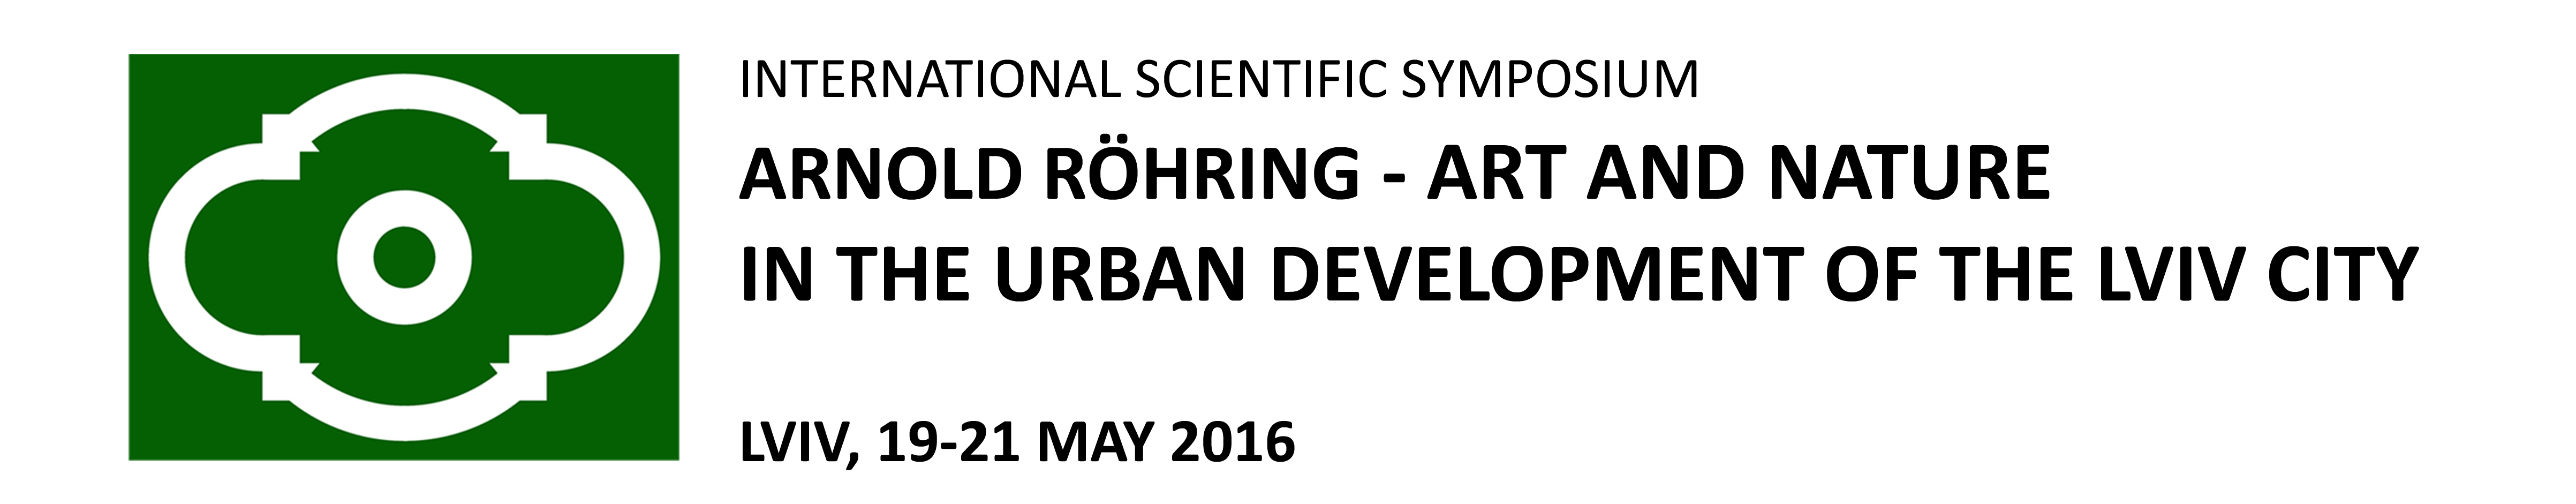 INTERNATIONAL SCIENTIFIC SYMPOSIUM
ARNOLD RÖHRING - ART AND NATURE
IN THE URBAN DEVELOPMENT OF THE LVIV CITY
LVIV, 19-21 MAY 2016